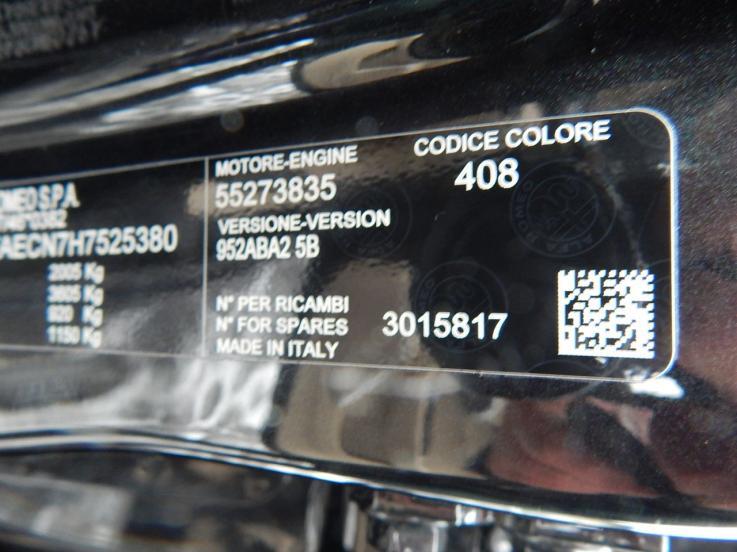 OMEO S.P.A.
AECN7H7525380
2005 Kg
3605 Kg
920 Kg
1150 Kg
MOTORE-ENGINE
55273835
VERSIONE-VERSION
952ABA2 5B
N° PER RICAMBI
N° FOR SPARES
MADE IN ITALY
3015817
CODICE COLORE
408